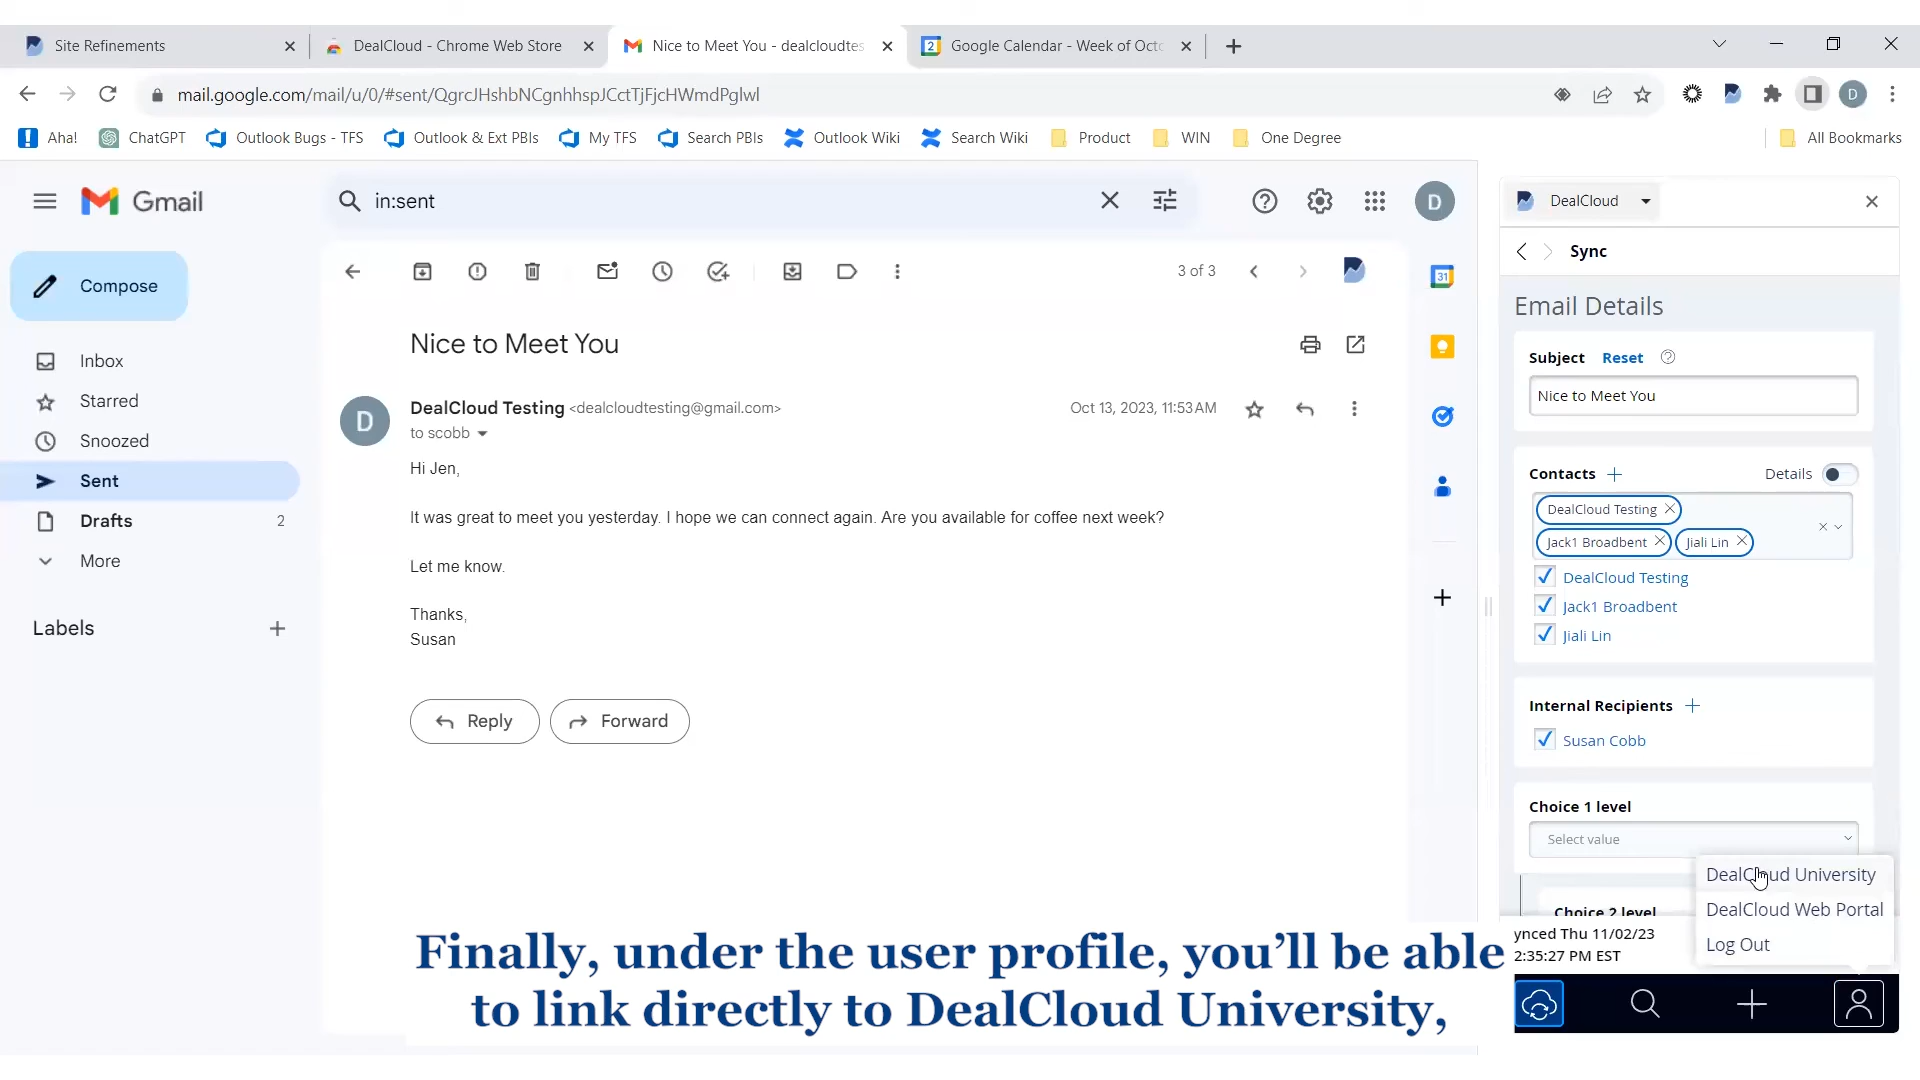 Site Refinements
DealCloud - Chrome Web Store
Nice to Meet You - dealcloudtes
Google Calendar - Week of Octo
mail.google.com/mail/u/0/#sent/QgrcJHshbNCgnhhspJCctTjFjcHWmdPglwl
D
Aha!
ChatGPT
Outlook Bugs - TFS
Outlook & Ext PBIs
My TFS
Search PBIs
Outlook Wiki
Search Wiki
Product
WIN
One Degree
All Bookmarks
Gmail
in:sent
D
Compose
Inbox
Starred
Snoozed
Sent
Drafts 2
More
Labels
3 of 3
31
Nice to Meet You
D
DealCloud Testing <dealcloudtesting@gmail.com>
Oct 13, 2023, 11:53 AM
to scobb
Hi Jen,
It was great to meet you yesterday. I hope we can connect again. Are you available for coffee next week?
Let me know.
Thanks,
Susan
Reply
Forward
DealCloud
Sync
Email Details
Subject Reset
Nice to Meet You
Contacts
Details
DealCloud Testing
Jack1 Broadbent
Jiali Lin
DealCloud Testing
Jack1 Broadbent
Jiali Lin
Internal Recipients
Susan Cobb
Choice 1 level
Select value
Choice 2 level
DealCloud University
DealCloud Web Portal
Log Out
ynced Thu 11/02/23
2:35:27 PM EST
Finally, under the user profile, you'll be able
to link directly to DealCloud University,